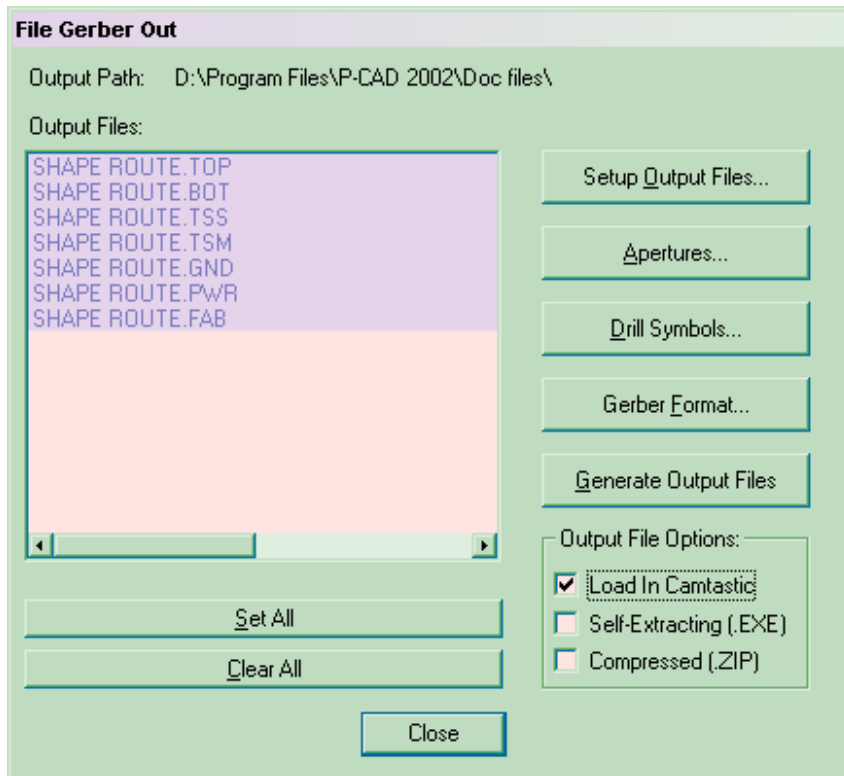 File Gerber Out
Output Path: D:\Program Files\P-CAD 2002\Doc files\
Output Files:
SHAPE ROUTE.TOP
SHAPE ROUTE.BOT
SHAPE ROUTE.TSS
SHAPE ROUTE.TSM
SHAPE ROUTE.GND
SHAPE ROUTE.PWR
SHAPE ROUTE.FAB
Setup Output Files...
Apertures...
Drill Symbols...
Gerber Format...
Generate Output Files
Output File Options:
Load In Camtastic
Self-Extracting (.EXE)
Compressed (.ZIP)
Set All
Clear All
Close